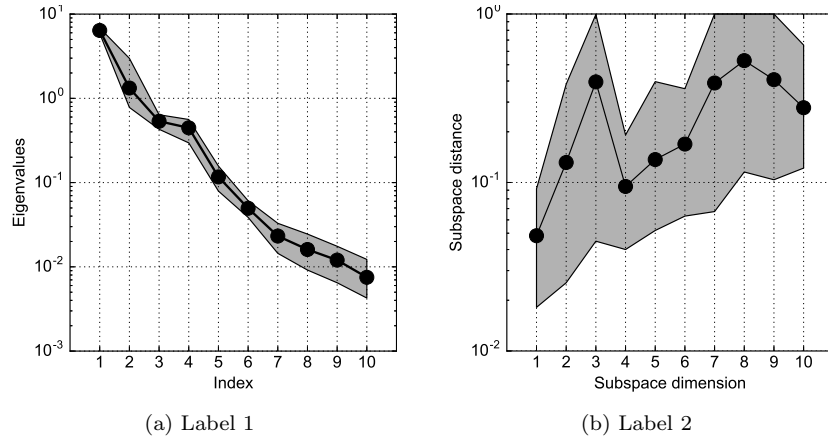 10^1
10^0
10^-1
10^-2
10^-3
Eigenvalues
1 2 3 4 5 6 7 8 9 10
Index
(a) Label 1
10^0
10^-1
10^-2
Subspace distance
1 2 3 4 5 6 7 8 9 10
Subspace dimension
(b) Label 2